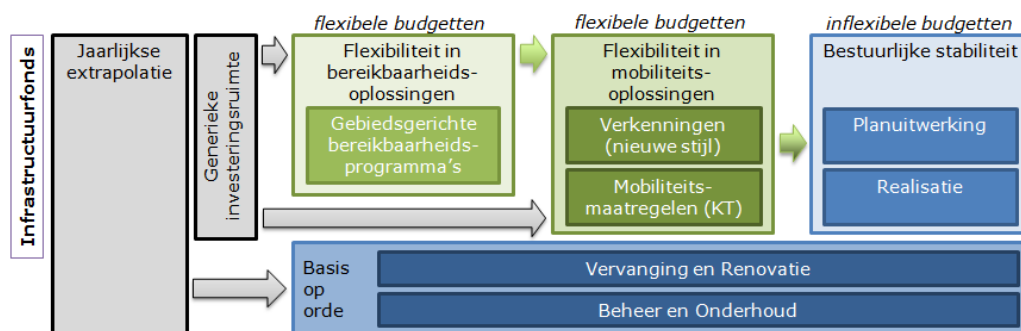 flexibele budgetten
flexibele budgetten
inflexibele budgetten
Infrastructuurfonds
Jaarlijkse
extrapolatie
Generieke
investeringsruimte
Flexibiliteit in
bereikbaarheids-
oplossingen
Gebiedsgerichte
bereikbaarheids-
programma's
Flexibiliteit in
mobiliteits-
oplossingen
Verkenningen
(nieuwe stijl)
Mobiliteits-
maatregelen (KT)
Bestuurlijke stabiliteit
Planuitwerking
Realisatie
Basis
op
orde
Vervanging en Renovatie
Beheer en Onderhoud